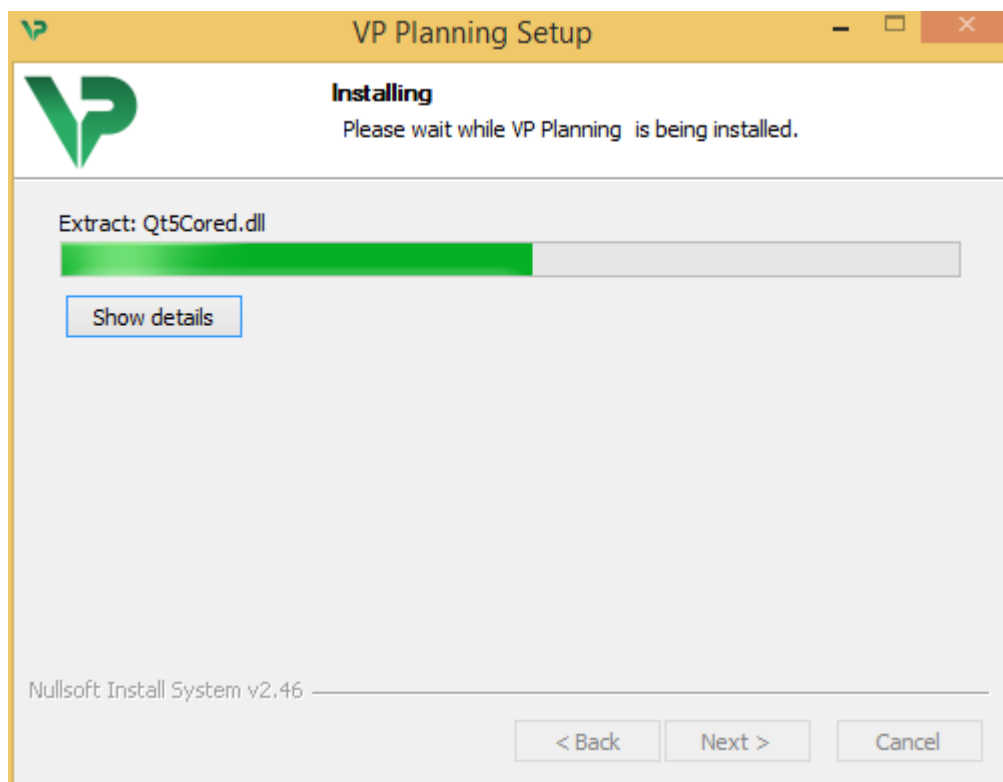 VP Planning Setup
VP
Installing
Please wait while VP Planning  is being installed.
Extract: Qt5Cored.dll
Show details
Nullsoft Install System v2.46
< Back
Next >
Cancel